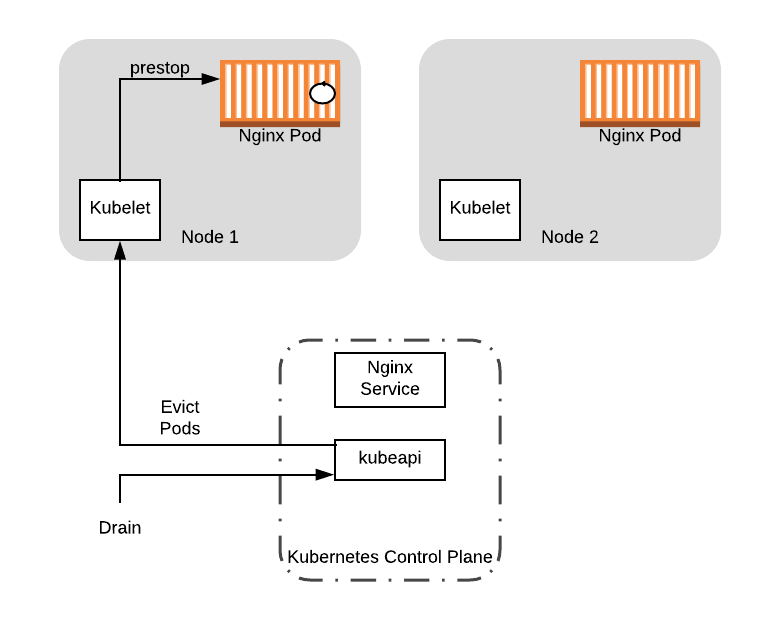 prestop
Nginx Pod
Kubelet
Node 1
Nginx Pod
Kubelet
Node 2
Nginx
Service
Evict
Pods
kubeapi
Drain
Kubernetes Control Plane